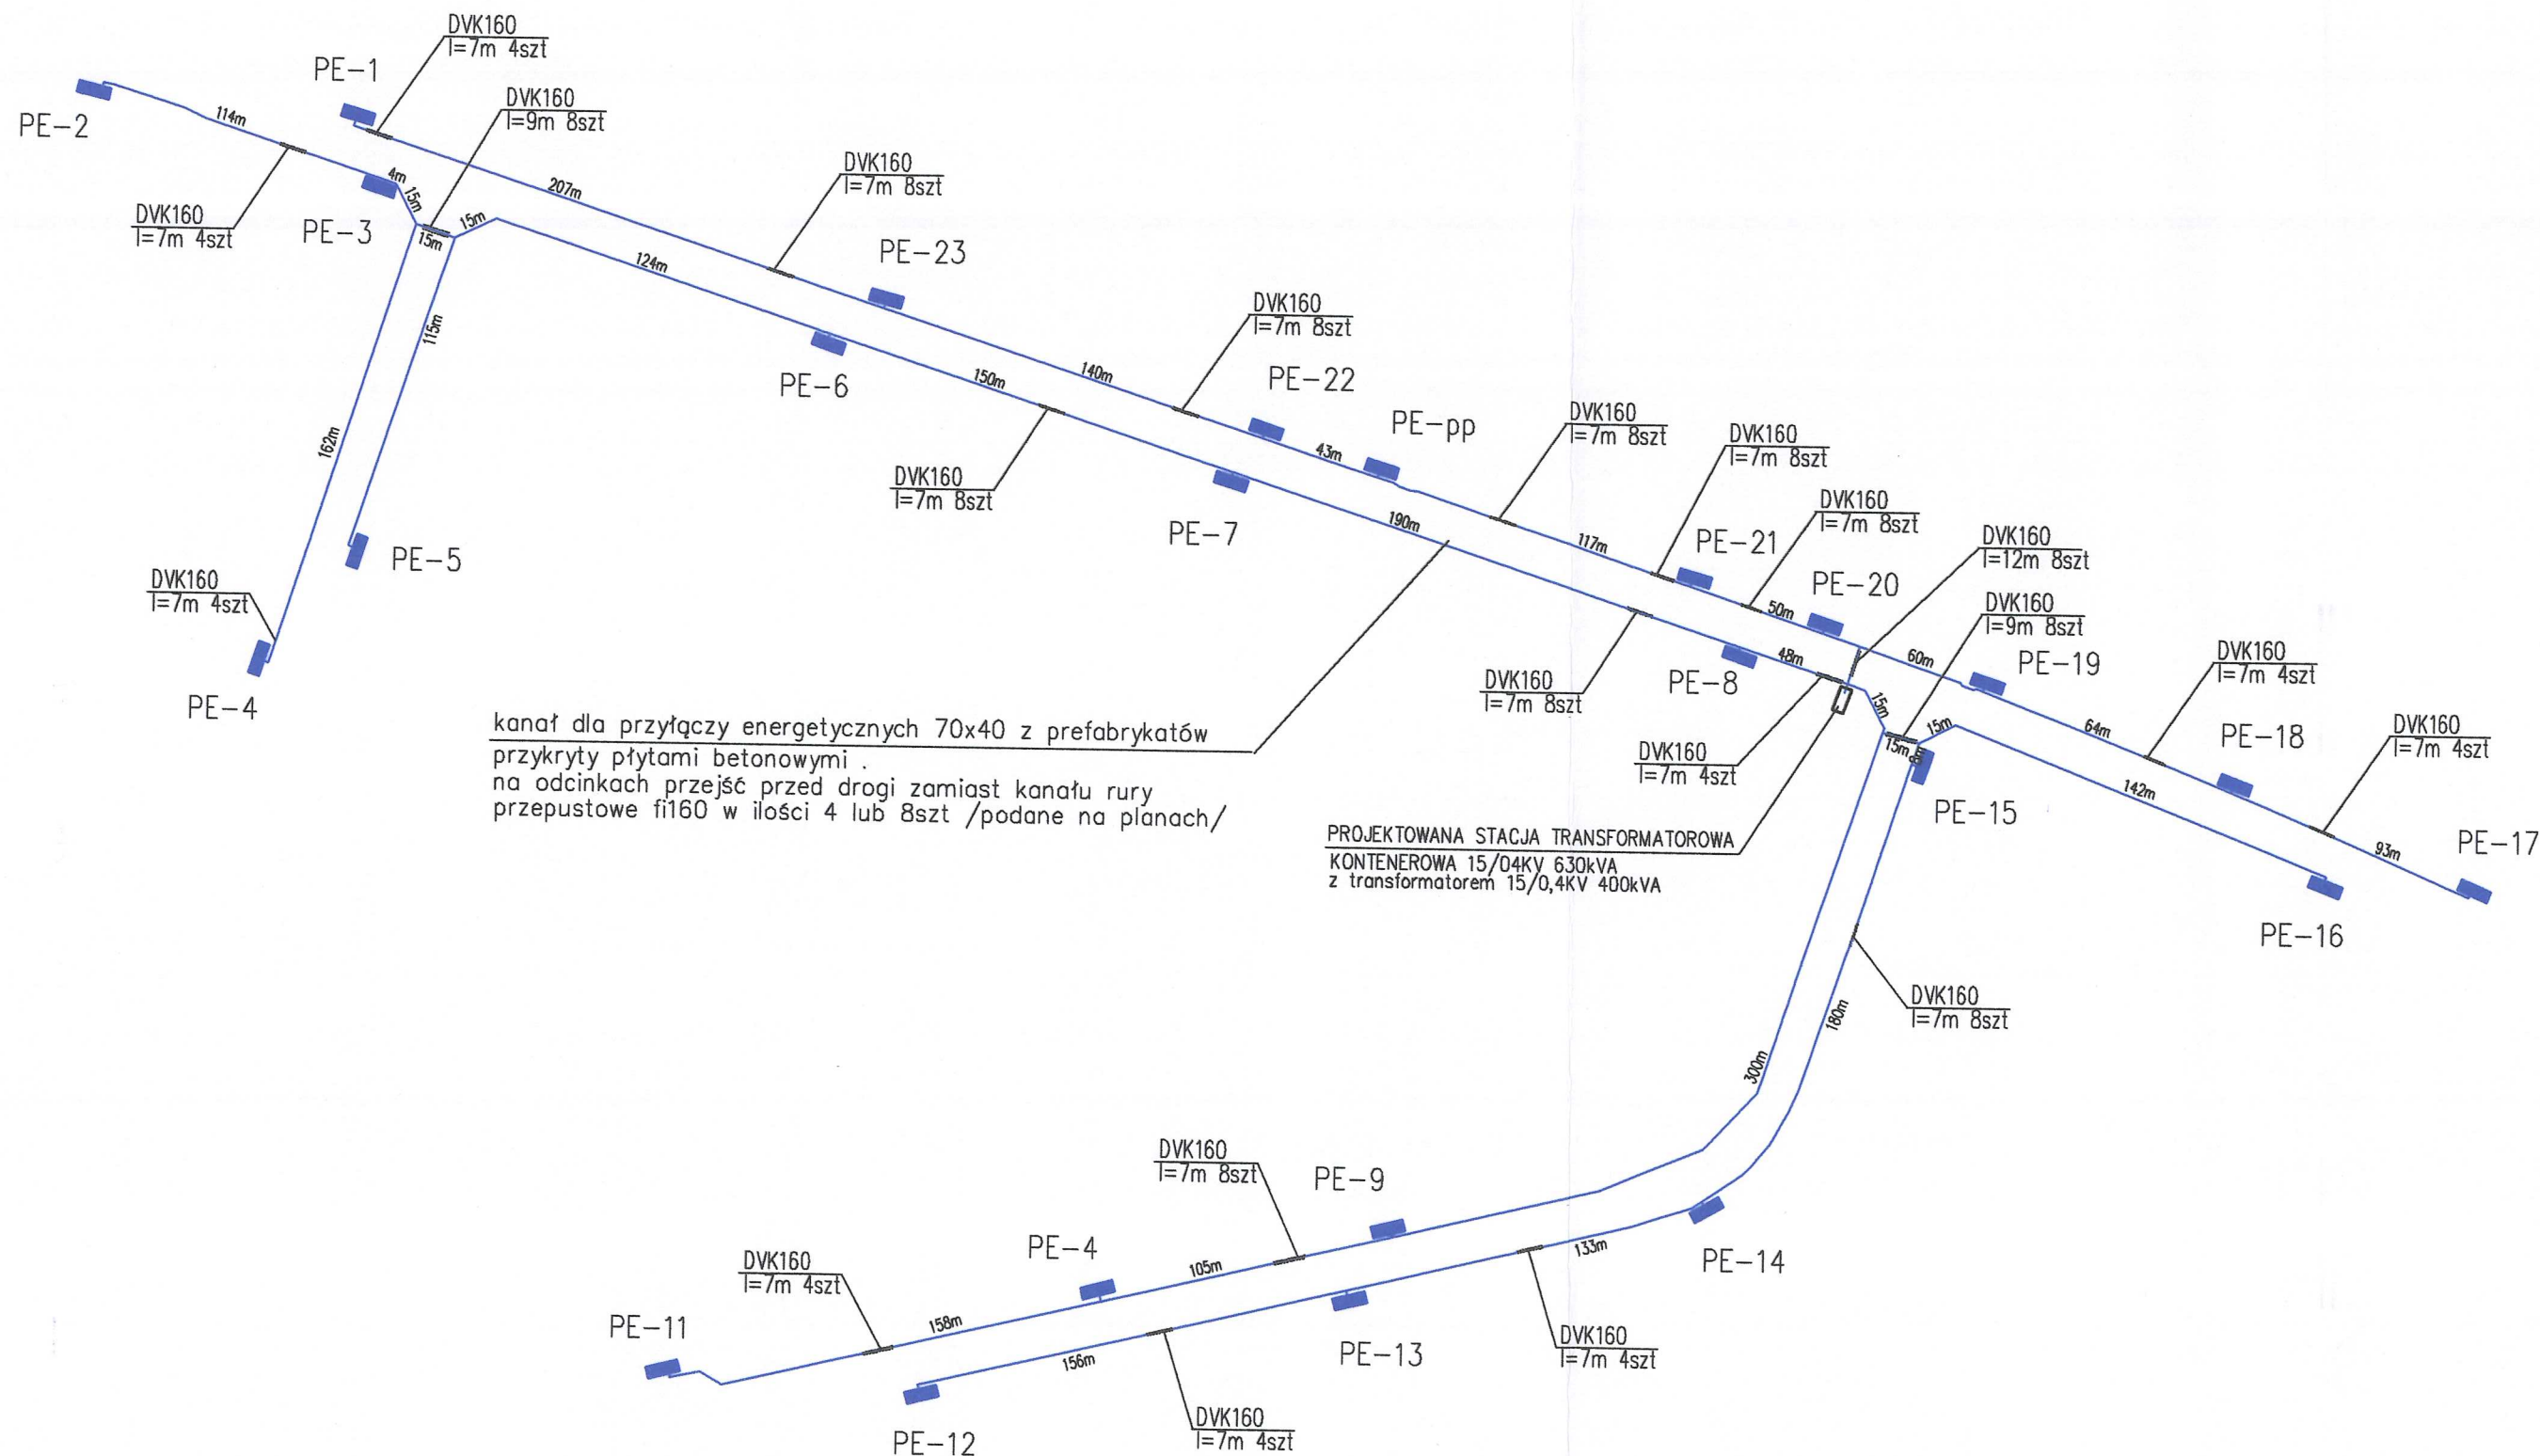 DVK160
l=7m 4szt
PE-1
PE-2
114m
DVK160
l=9m 8szt
DVK160
l=7m 4szt
PE-3
4m
15m
15m
15m
207m
DVK160
l=7m 8szt
PE-23
124m
115m
162m
PE-5
DVK160
l=7m 4szt
PE-4
PE-6
150m
140m
DVK160
l=7m 8szt
PE-22
PE-pp
43m
DVK160
l=7m 8szt
PE-7
190m
DVK160
l=7m 8szt
DVK160
l=7m 8szt
117m
PE-21
DVK160
l=7m 8szt
PE-20
50m
DVK160
l=12m 8szt
DVK160
l=9m 8szt
60m
PE-19
DVK160
l=7m 4szt
64m
PE-18
DVK160
l=7m 4szt
93m
PE-17
DVK160
l=7m 8szt
PE-8
48m
DVK160
l=7m 4szt
15m
15m
15m
PE-15
142m
PE-16
kanał dla przyłączy energetycznych 70x40 z prefabrykatów
przykryty płytami betonowymi .
na odcinkach przejść przed drogi zamiast kanału rury
przepustowe fi160 w ilości 4 lub 8szt /podane na planach/
PROJEKTOWANA STACJA TRANSFORMATOROWA
KONTENEROWA 15/04KV 630kVA
z transformatorem 15/0,4KV 400kVA
DVK160
l=7m 8szt
180m
300m
DVK160
l=7m 8szt
PE-9
PE-4
105m
133m
PE-14
DVK160
l=7m 4szt
158m
PE-11
PE-13
DVK160
l=7m 4szt
156m
PE-12
DVK160
l=7m 4szt